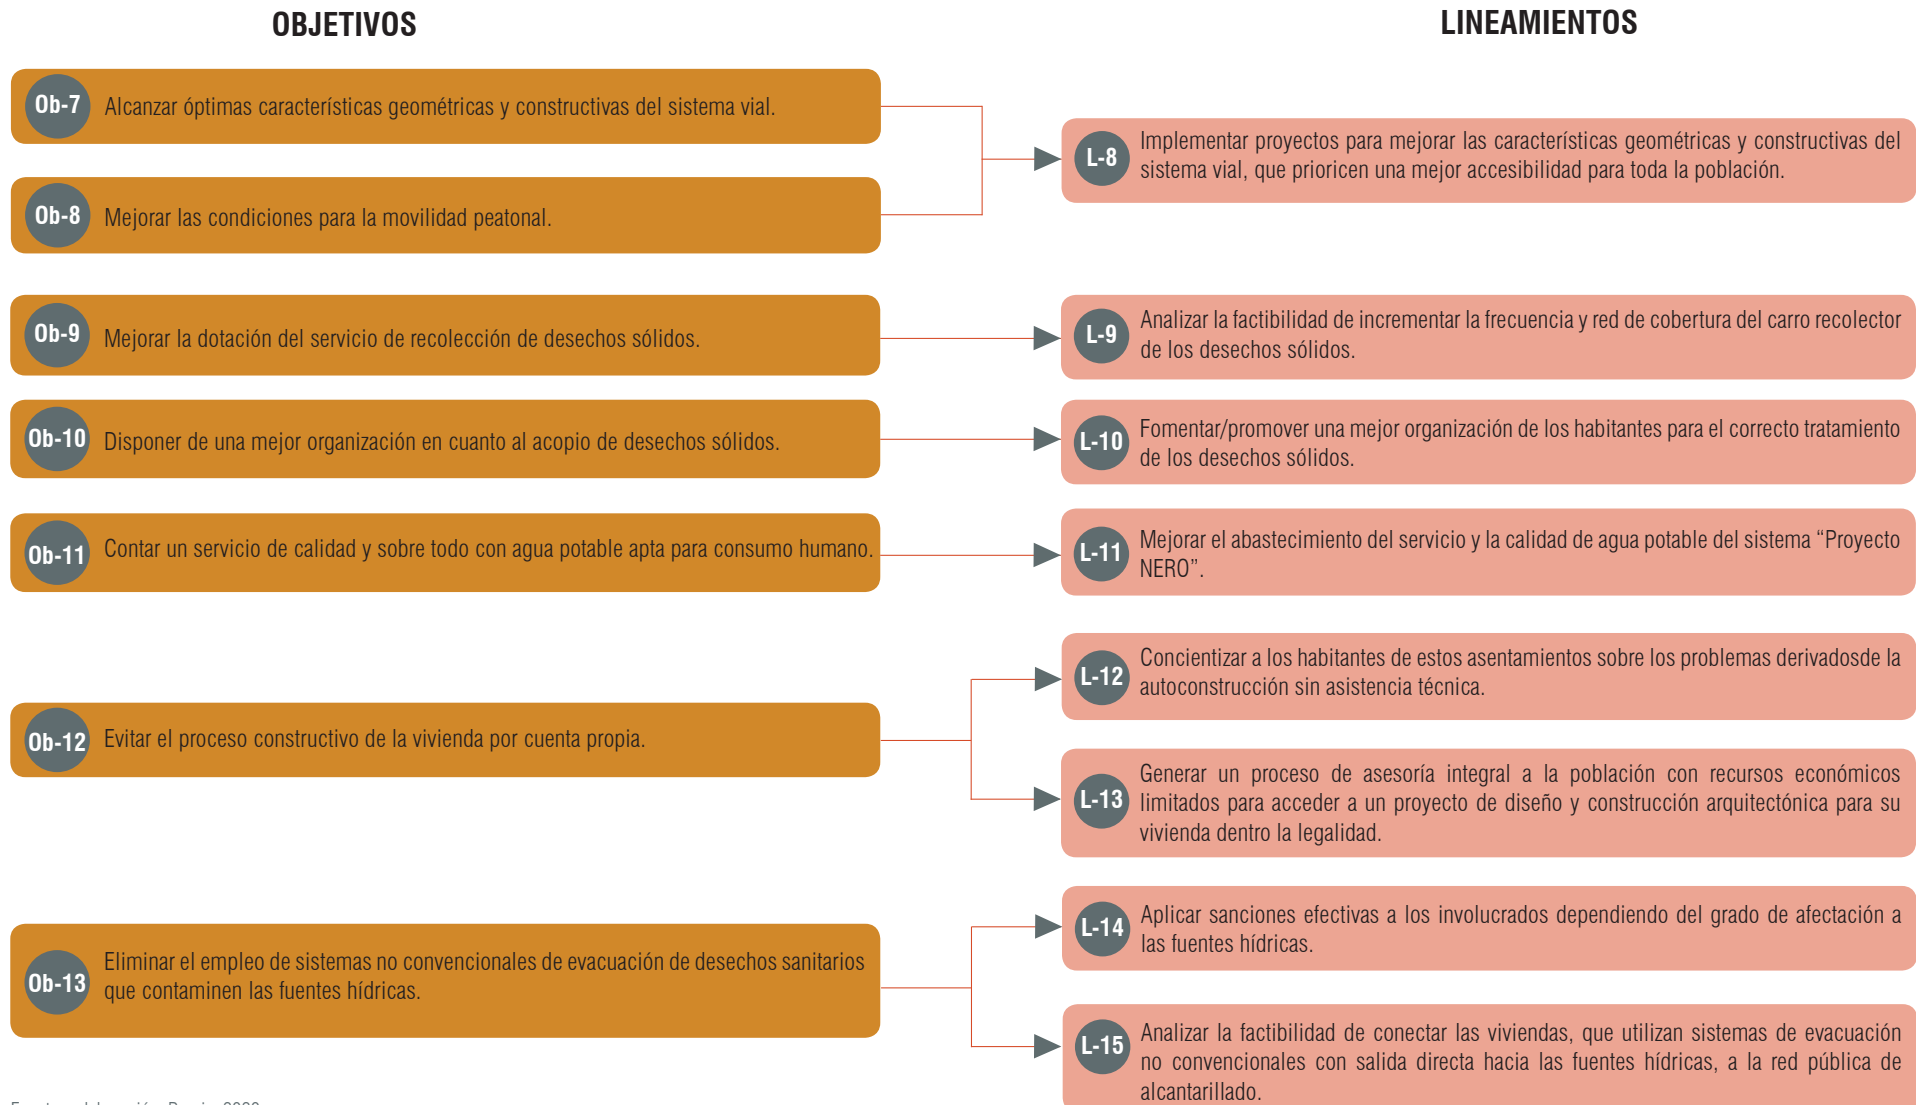 OBJETIVOS
LINEAMIENTOS
Ob-7 Alcanzar óptimas características geométricas y constructivas del sistema vial.
Ob-8 Mejorar las condiciones para la movilidad peatonal.
L-8 Implementar proyectos para mejorar las características geométricas y constructivas del
sistema vial, que prioricen una mejor accesibilidad para toda la población.
Ob-9 Mejorar la dotación del servicio de recolección de desechos sólidos.
L-9 Analizar la factibilidad de incrementar la frecuencia y red de cobertura del carro recolector
de los desechos sólidos.
Ob-10 Disponer de una mejor organización en cuanto al acopio de desechos sólidos.
L-10 Fomentar/promover una mejor organización de los habitantes para el correcto tratamiento
de los desechos sólidos.
Ob-11 Contar un servicio de calidad y sobre todo con agua potable apta para consumo humano.
L-11 Mejorar el abastecimiento del servicio y la calidad de agua potable del sistema “Proyecto
NERO”.
Ob-12 Evitar el proceso constructivo de la vivienda por cuenta propia.
L-12 Concientizar a los habitantes de estos asentamientos sobre los problemas derivadosde la
autoconstrucción sin asistencia técnica.
L-13 Generar un proceso de asesoría integral a la población con recursos económicos
limitados para acceder a un proyecto de diseño y construcción arquitectónica para su
vivienda dentro la legalidad.
Ob-13 Eliminar el empleo de sistemas no convencionales de evacuación de desechos sanitarios
que contaminen las fuentes hídricas.
L-14 Aplicar sanciones efectivas a los involucrados dependiendo del grado de afectación a
las fuentes hídricas.
L-15 Analizar la factibilidad de conectar las viviendas, que utilizan sistemas de evacuación
no convencionales con salida directa hacia las fuentes hídricas, a la red pública de
alcantarillado.